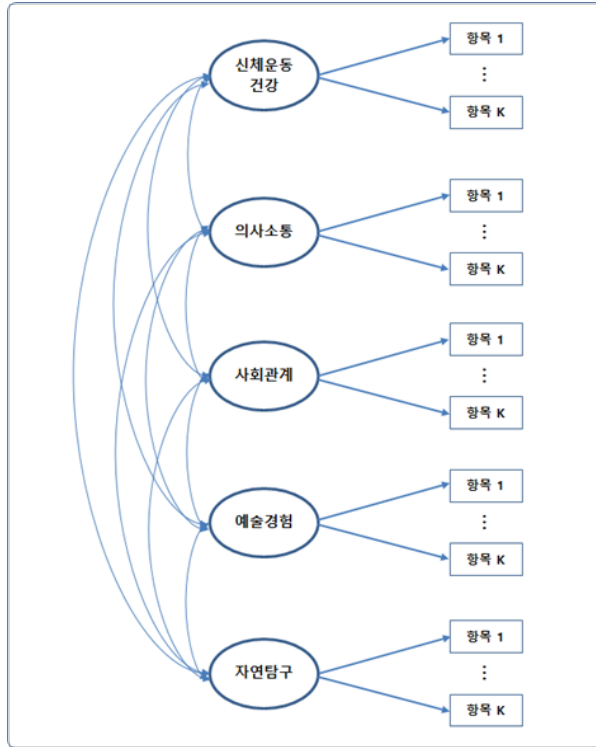 신체운동
건강
항목 1
⋮
항목 K
의사소통
항목 1
⋮
항목 K
사회관계
항목 1
⋮
항목 K
예술경험
항목 1
⋮
항목 K
자연탐구
항목 1
⋮
항목 K